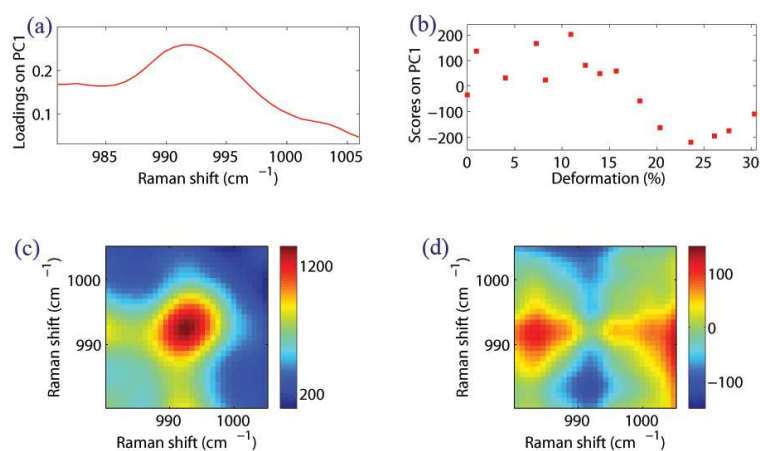 (a)
Loadings on PC1
0.2
0.1
985 990 995 1000 1005
Raman shift (cm −1)
(b)
Scores on PC1
200
100
0
−100
−200
0 5 10 15 20 25 30
Deformation (%)
(c)
Raman shift (cm −1)
1000
990
990 1000
Raman shift (cm −1)
1200
200
(d)
Raman shift (cm −1)
1000
990
990 1000
Raman shift (cm −1)
100
0
−100